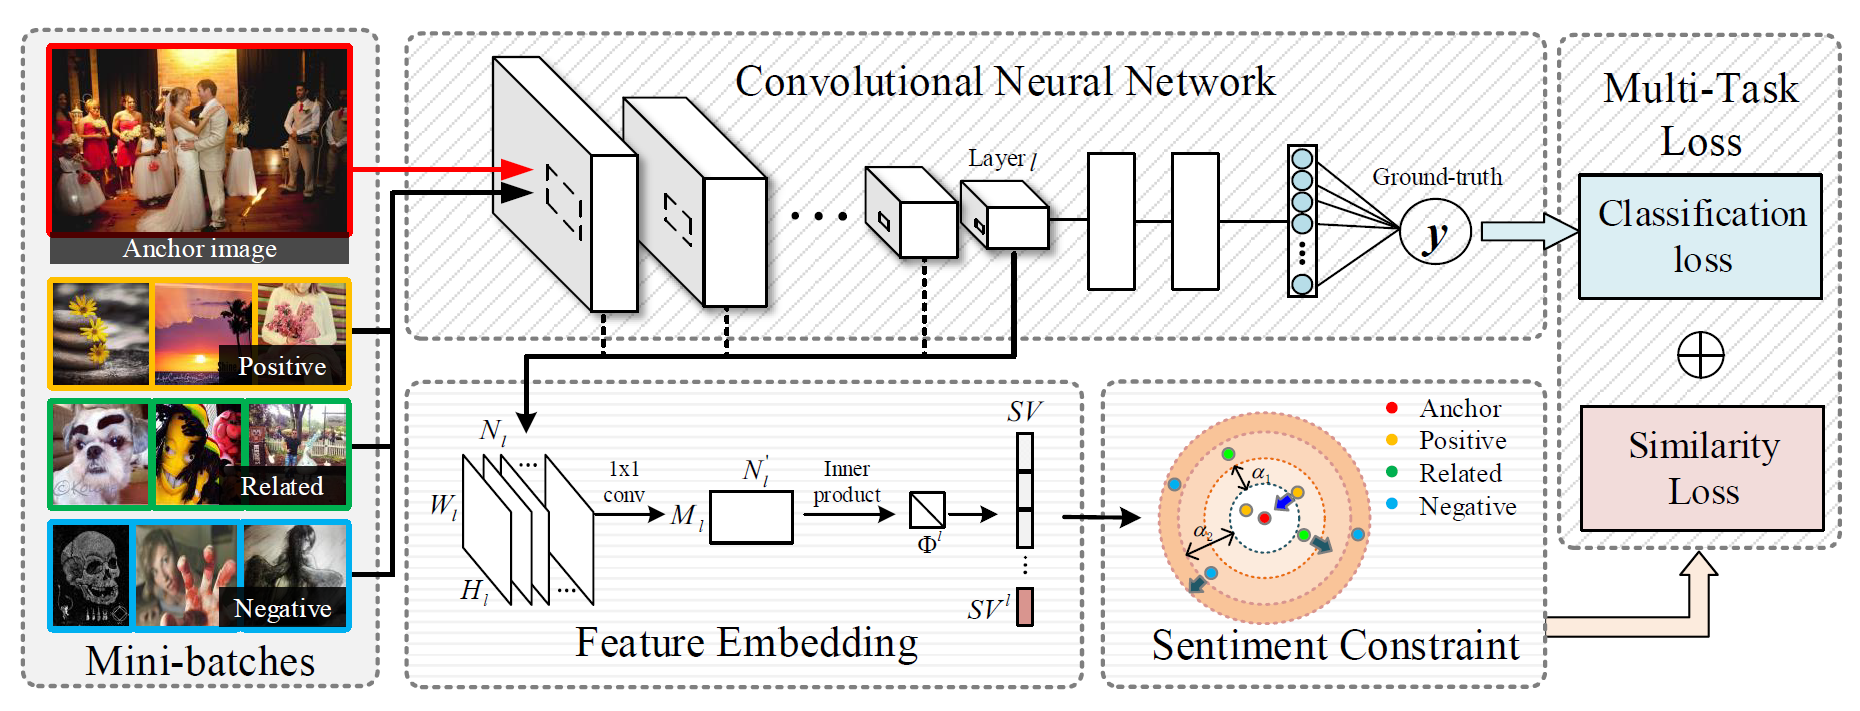 Anchor image
Positive
Related
Negative
Mini-batches
Convolutional Neural Network
Layer l
Ground-truth
y
Multi-Task
Loss
Classification
loss
Similarity
Loss
N_l
W_l
H_l
1x1
conv
M_l
N'_l
Inner
product
Φ^l
SV
SV^l
Feature Embedding
α_1
α_2
Anchor
Positive
Related
Negative
Sentiment Constraint